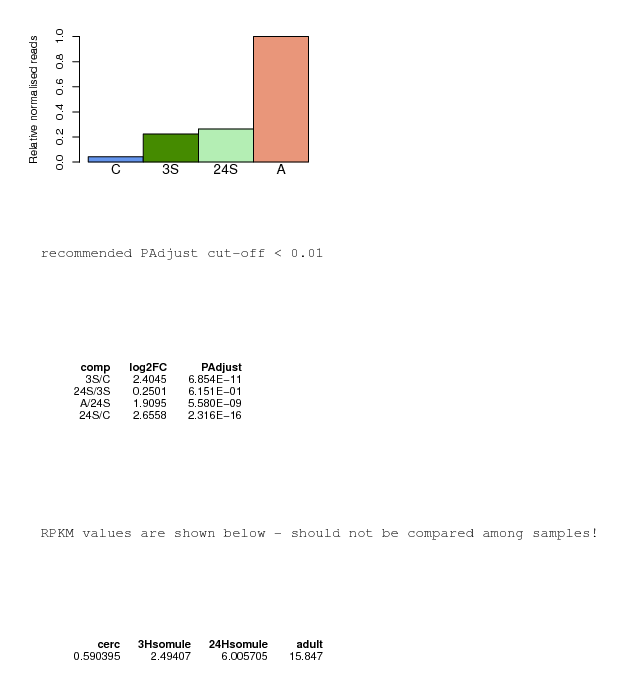 Relative normalised reads
1.0
0.8
0.6
0.4
0.2
0.0
C 3S 24S A
recommended PAdjust cut-off < 0.01
comp log2FC PAdjust
3S/C 2.4045 6.854E-11
24S/3S 0.2501 6.151E-01
A/24S 1.9095 5.580E-09
24S/C 2.6558 2.316E-16
RPKM values are shown below - should not be compared among samples!
cerc 3Hsomule 24Hsomule adult
0.590395 2.49407 6.005705 15.847